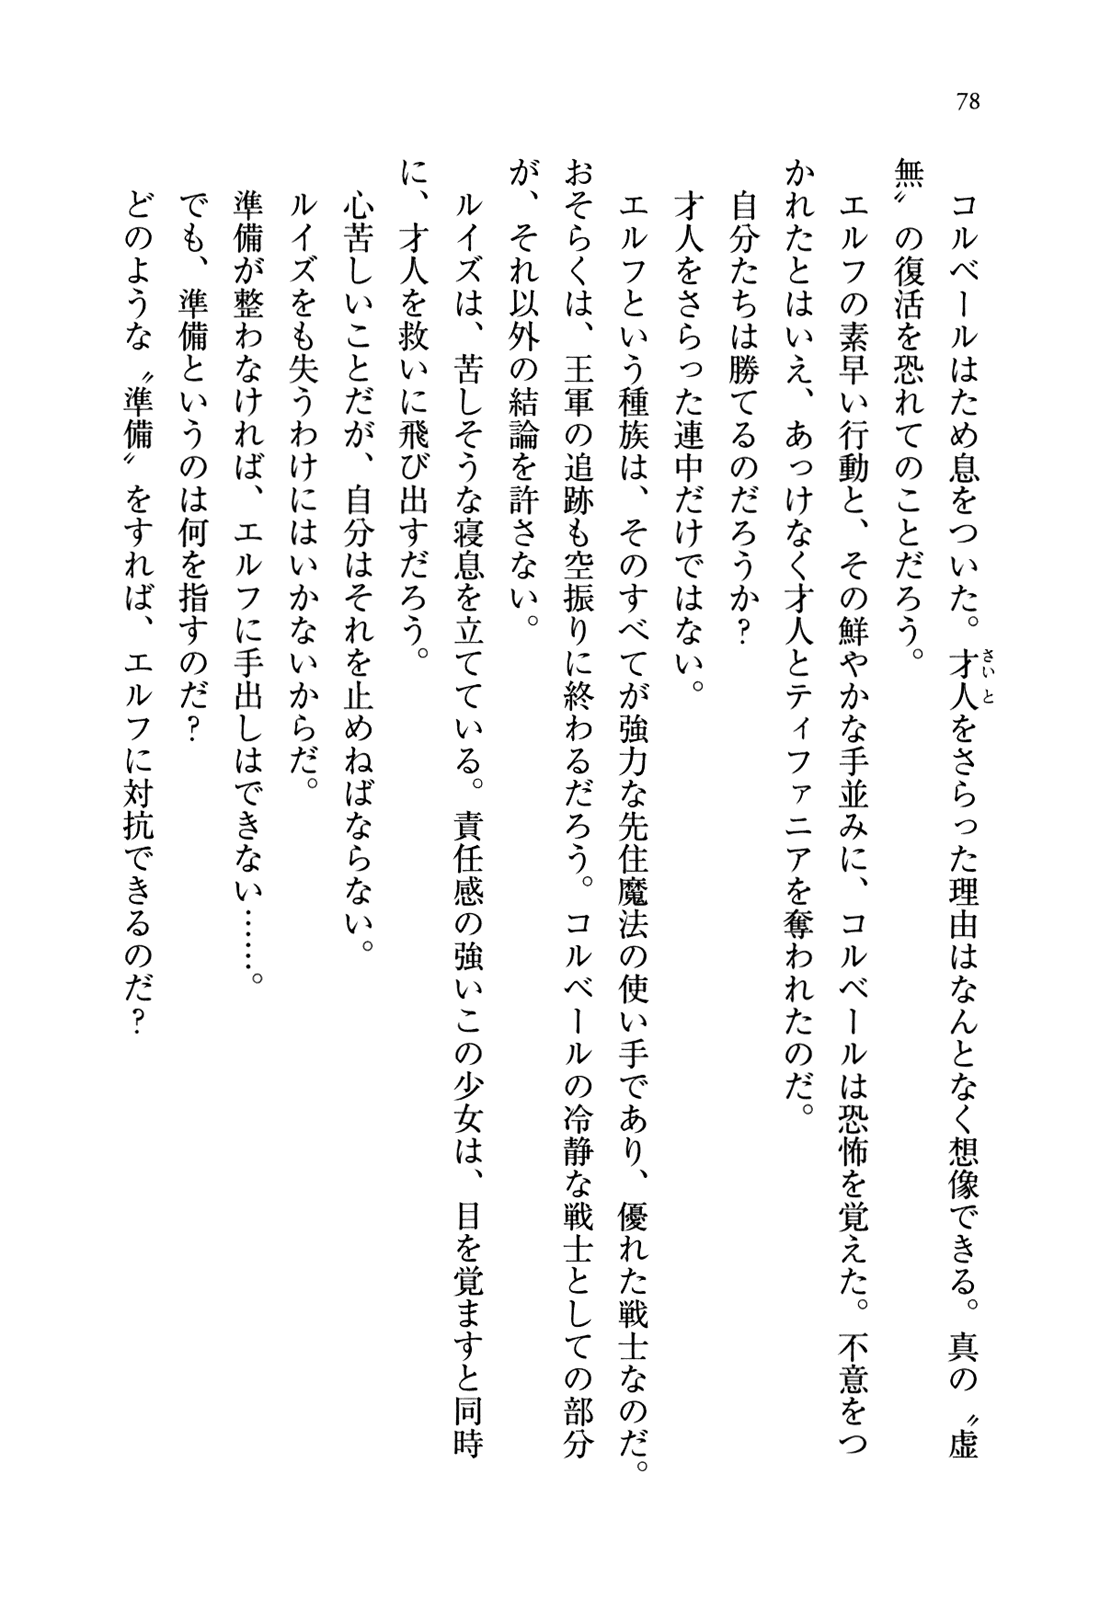 78
　コルベールはため息をついた。才人をさらった理由はなんとなく想像できる。真の〝虚
無〟の復活を恐れてのことだろう。
　エルフの素早い行動と、その鮮やかな手並みに、コルベールは恐怖を覚えた。不意をつ
かれたとはいえ、あっけなく才人とティファニアを奪われたのだ。
　自分たちは勝てるのだろうか？
　才人をさらった連中だけではない。
　エルフという種族は、そのすべてが強力な先住魔法の使い手であり、優れた戦士なのだ。
おそらくは、王軍の追跡も空振りに終わるだろう。コルベールの冷静な戦士としての部分
が、それ以外の結論を許さない。
　ルイズは、苦しそうな寝息を立てている。責任感の強いこの少女は、目を覚ますと同時
に、才人を救いに飛び出すだろう。
　心苦しいことだが、自分はそれを止めねばならない。
　ルイズをも失うわけにはいかないからだ。
　準備が整わなければ、エルフに手出しはできない……。
　でも、準備というのは何を指すのだ？
　どのような〝準備〟をすれば、エルフに対抗できるのだ？
さいと